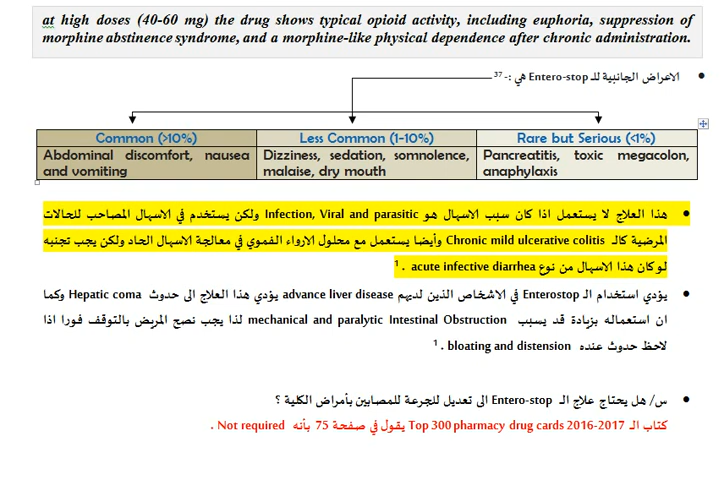 at high doses (40-60 mg) the drug shows typical opioid activity, including euphoria, suppression of
morphine abstinence syndrome, and a morphine-like physical dependence after chronic administration.
• الاعراض الجانبية للـ Entero-stop هي :- 37
Common (>10%) Less Common (1-10%) Rare but Serious (<1%)
Abdominal discomfort, nausea Dizziness, sedation, somnolence, Pancreatitis, toxic megacolon,
and vomiting malaise, dry mouth anaphylaxis
• هذا العلاج لا يستعمل اذا كان سبب الاسهال هو Infection, Viral and parasitic ولكن يستخدم في الاسهال المصاحب للحالات
المرضية كالـ Chronic mild ulcerative colitis وأيضا يستعمل مع محلول الارواء الفموي في معالجة الاسهال الحاد ولكن يجب تجنبه
لوكان هذا الاسهال من نوع acute infective diarrhea . 1
• يؤدي استخدام الـ Enterostop في الاشخاص الذين لديهم advance liver disease يؤدي هذا العلاج الى حدوث Hepatic coma وكما
ان استعماله بزيادة قد يسبب mechanical and paralytic Intestinal Obstruction لذا يجب نصح المريض بالتوقف فورا اذا
لاحظ حدوث عنده bloating and distension . 1
• س/ هل يحتاج علاج الـ Entero-stop الى تعديل للجرعة للمصابين بأمراض الكلية ؟
كتاب الـ Top 300 pharmacy drug cards 2016-2017 يقول في صفحة 75 بأنه Not required .